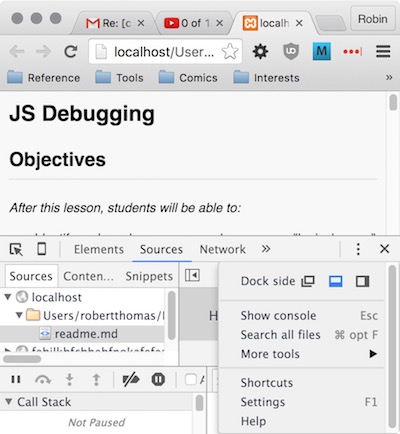 Robin
Re: [c
0 of 1
localh
localhost/User...
Reference
Tools
Comics
Interests
»
JS Debugging
Objectives
After this lesson, students will be able to:
Elements Sources Network »
Sources Conten... Snippets
Dock side
localhost
Users/robertthomas/
readme.md
Show console Esc
Search all files ⌘ opt F
More tools
Shortcuts
Settings F1
Help
Call Stack
Not Paused